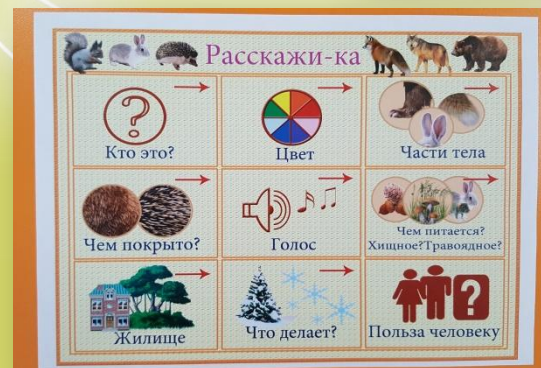 Расскажи-ка
Кто это?
Цвет
Части тела
Чем покрыто?
Голос
Чем питается?
Хищное?Травоядное?
Жилище
Что делает?
Польза человеку